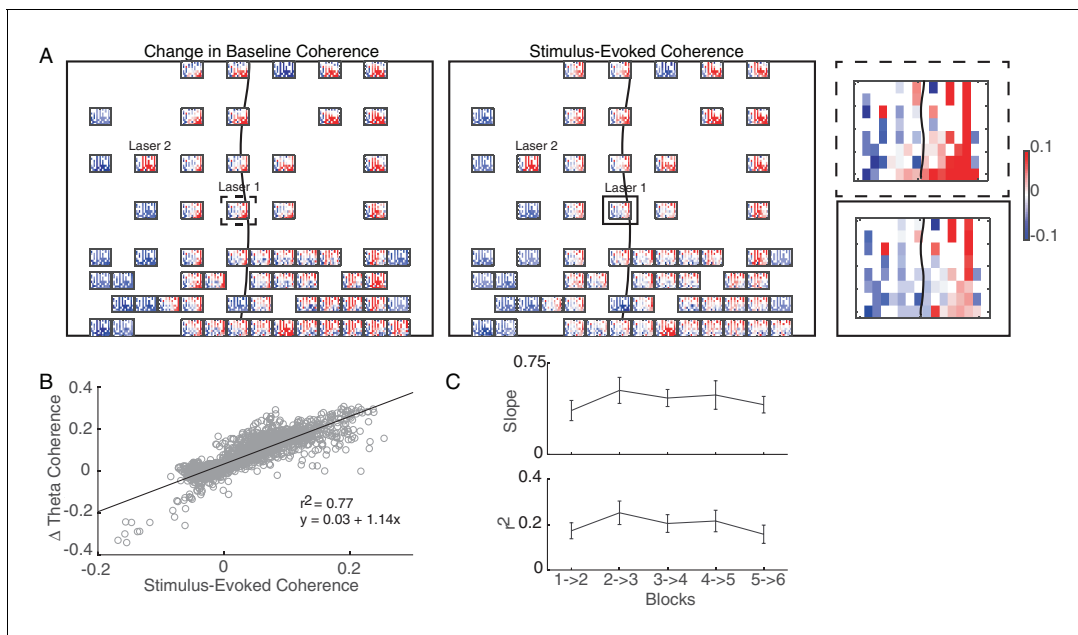 A
Change in Baseline Coherence
Stimulus-Evoked Coherence
Laser 2
Laser 1
Laser 2
Laser 1
0.1
0
-0.1
B
0.4
0.2
0
-0.2
-0.4
Δ Theta Coherence
r² = 0.77
y = 0.03 + 1.14x
-0.2
0
0.2
Stimulus-Evoked Coherence
C
0.75
0
Slope
0.4
0.2
0
r²
1->2
2->3
3->4
4->5
5->6
Blocks